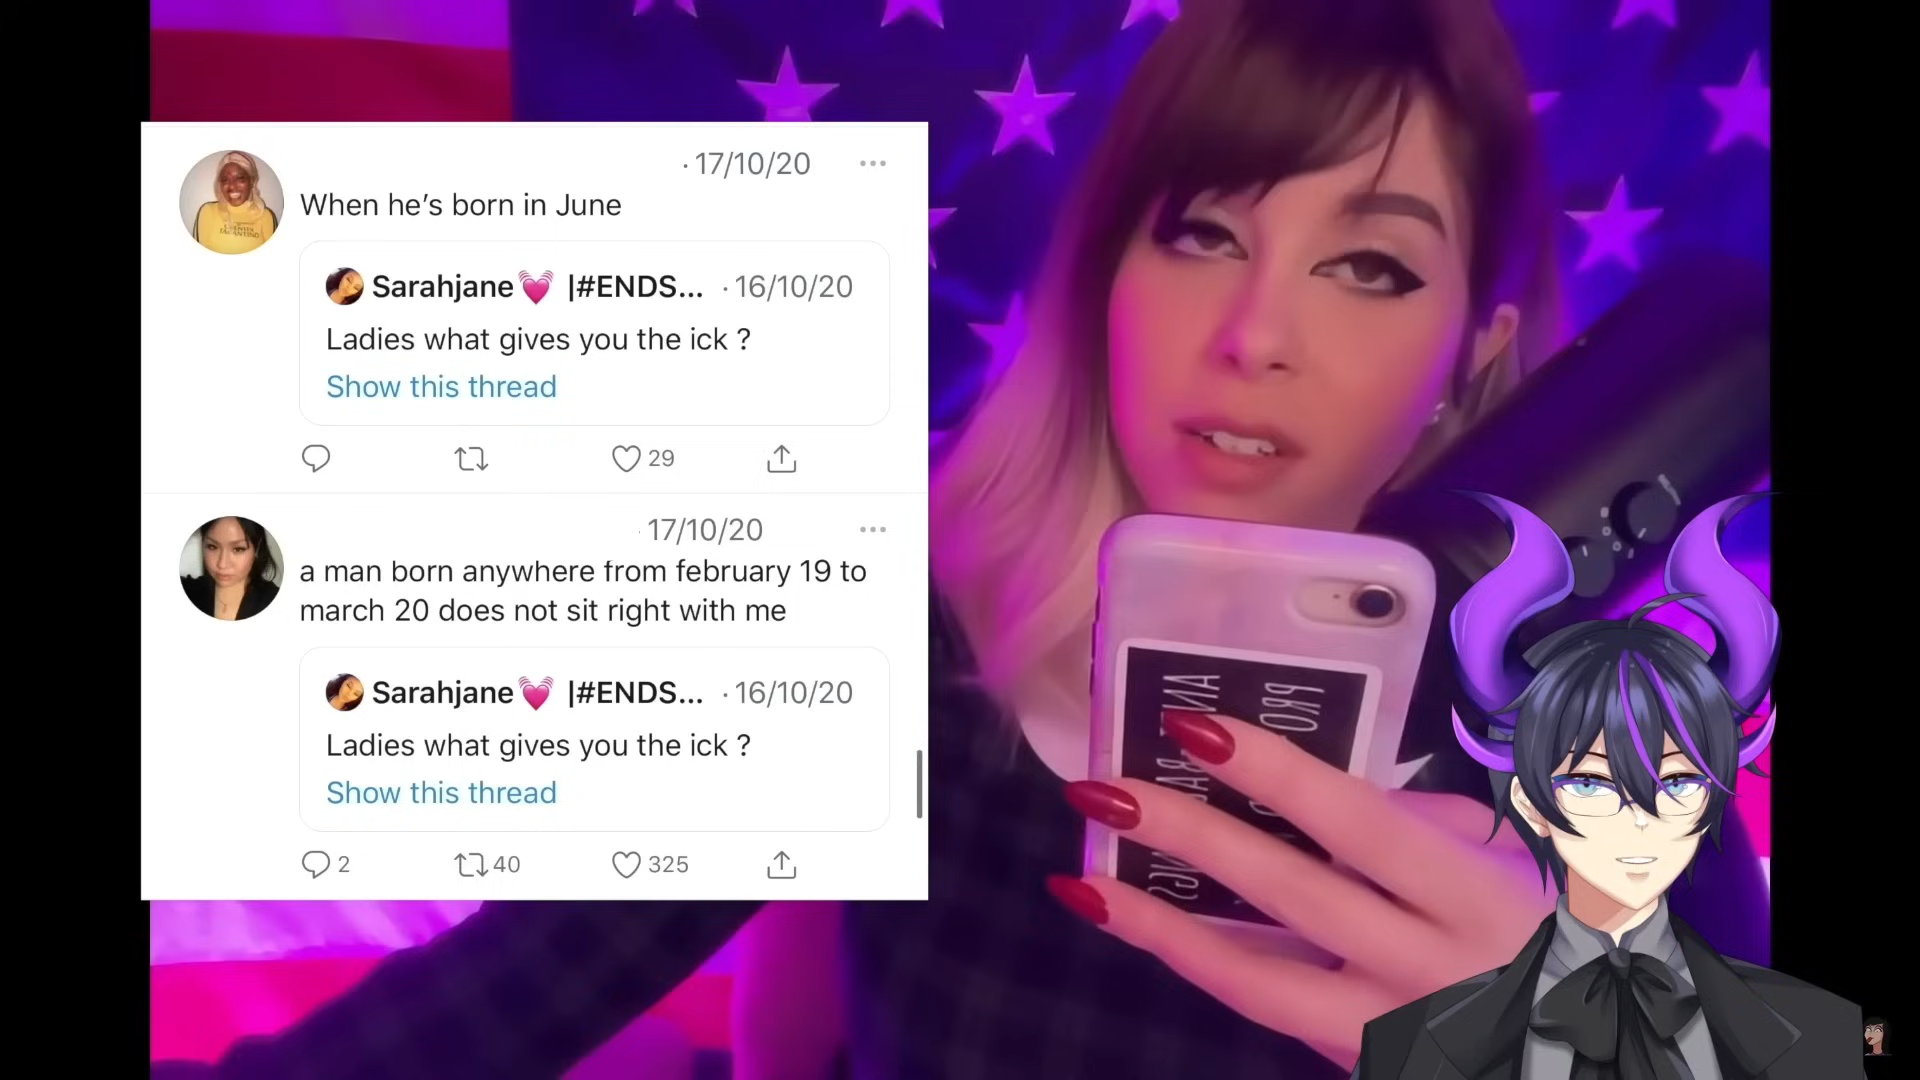 · 17/10/20
When he’s born in June
Sarahjane💓 |#ENDS... · 16/10/20
Ladies what gives you the ick ?
Show this thread
29
· 17/10/20
a man born anywhere from february 19 to
march 20 does not sit right with me
Sarahjane💓 |#ENDS... · 16/10/20
Ladies what gives you the ick ?
Show this thread
2 40 325